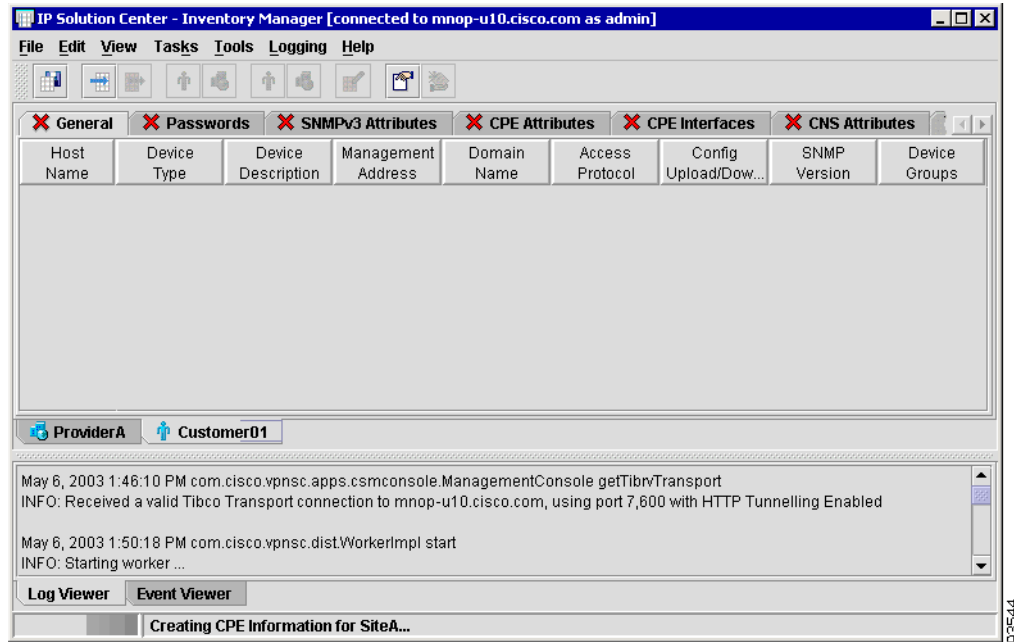 IP Solution Center - Inventory Manager [connected to mnop-u10.cisco.com as admin]
File Edit View Tasks Tools Logging Help
General Passwords SNMPv3 Attributes CPE Attributes CPE Interfaces CNS Attributes
Host Name Device Type Device Description Management Address Domain Name Access Protocol Config Upload/Dow... SNMP Version Device Groups
ProviderA Customer01
May 6, 2003 1:46:10 PM com.cisco.vpnsc.apps.csmconsole.ManagementConsole getTibrvTransport
INFO: Received a valid Tibco Transport connection to mnop-u10.cisco.com, using port 7,600 with HTTP Tunnelling Enabled
May 6, 2003 1:50:18 PM com.cisco.vpnsc.dist.WorkerImpl start
INFO: Starting worker ...
Log Viewer Event Viewer
Creating CPE Information for SiteA...
93544